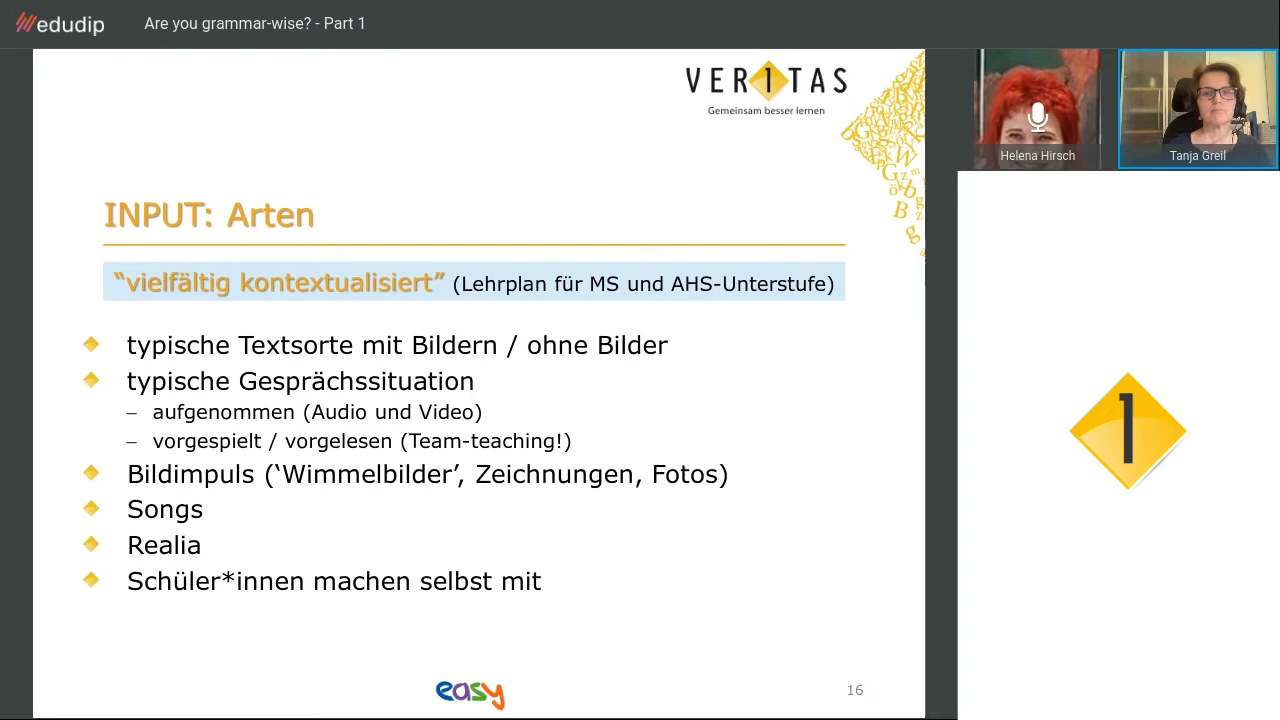 edudip
Are you grammar-wise? - Part 1
VERITAS
Gemeinsam besser lernen
Helena Hirsch
Tanja Greil
INPUT: Arten
“vielfältig kontextualisiert” (Lehrplan für MS und AHS-Unterstufe)
typische Textsorte mit Bildern / ohne Bilder
typische Gesprächssituation
– aufgenommen (Audio und Video)
– vorgespielt / vorgelesen (Team-teaching!)
Bildimpuls (‘Wimmelbilder’, Zeichnungen, Fotos)
Songs
Realia
Schüler*innen machen selbst mit
1
easy
16